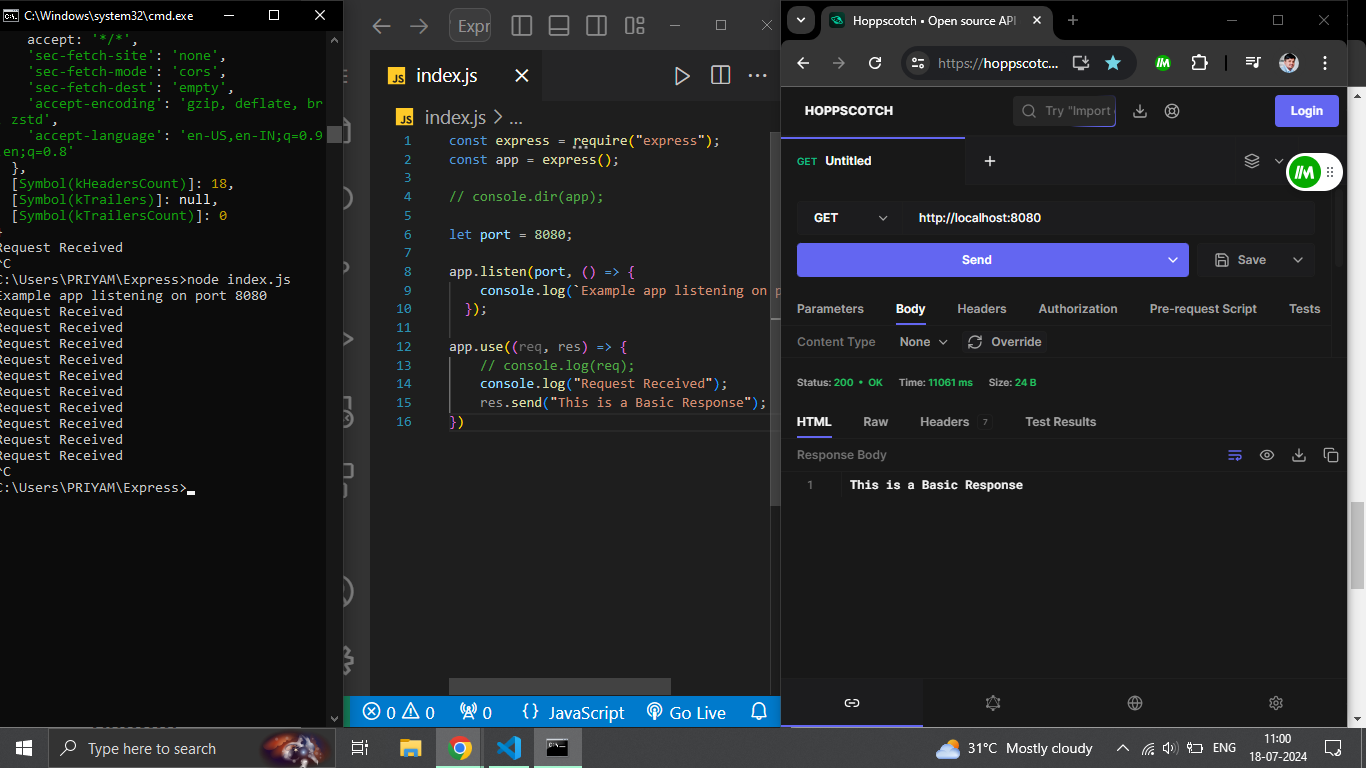 C:\Windows\system32\cmd.exe
accept: '*/*',
'sec-fetch-site': 'none',
'sec-fetch-mode': 'cors',
'sec-fetch-dest': 'empty',
'accept-encoding': 'gzip, deflate, br
zstd',
'accept-language': 'en-US,en-IN;q=0.9
en;q=0.8'
},
[Symbol(kHeadersCount)]: 18,
[Symbol(kTrailers)]: null,
[Symbol(kTrailersCount)]: 0
}
Request Received
^C
C:\Users\PRIYAM\Express>node index.js
Example app listening on port 8080
Request Received
Request Received
Request Received
Request Received
Request Received
Request Received
Request Received
Request Received
Request Received
Request Received
^C
C:\Users\PRIYAM\Express>
Expr
JS index.js
JS index.js > ...
1 const express = require("express");
2 const app = express();
3
4 // console.dir(app);
5
6 let port = 8080;
7
8 app.listen(port, () => {
9 console.log(`Example app listening on p
10 });
11
12 app.use((req, res) => {
13 // console.log(req);
14 console.log("Request Received");
15 res.send("This is a Basic Response");
16 })
0 0 0 {} JavaScript Go Live
Hoppscotch • Open source API
https://hoppscotc...
HOPPSCOTCH Try "Import Login
GET Untitled
GET http://localhost:8080
Send Save
Parameters Body Headers Authorization Pre-request Script Tests
Content Type None Override
Status: 200 • OK Time: 11061 ms Size: 24 B
HTML Raw Headers 7 Test Results
Response Body
1 This is a Basic Response
Type here to search
31°C Mostly cloudy
ENG
11:00
18-07-2024